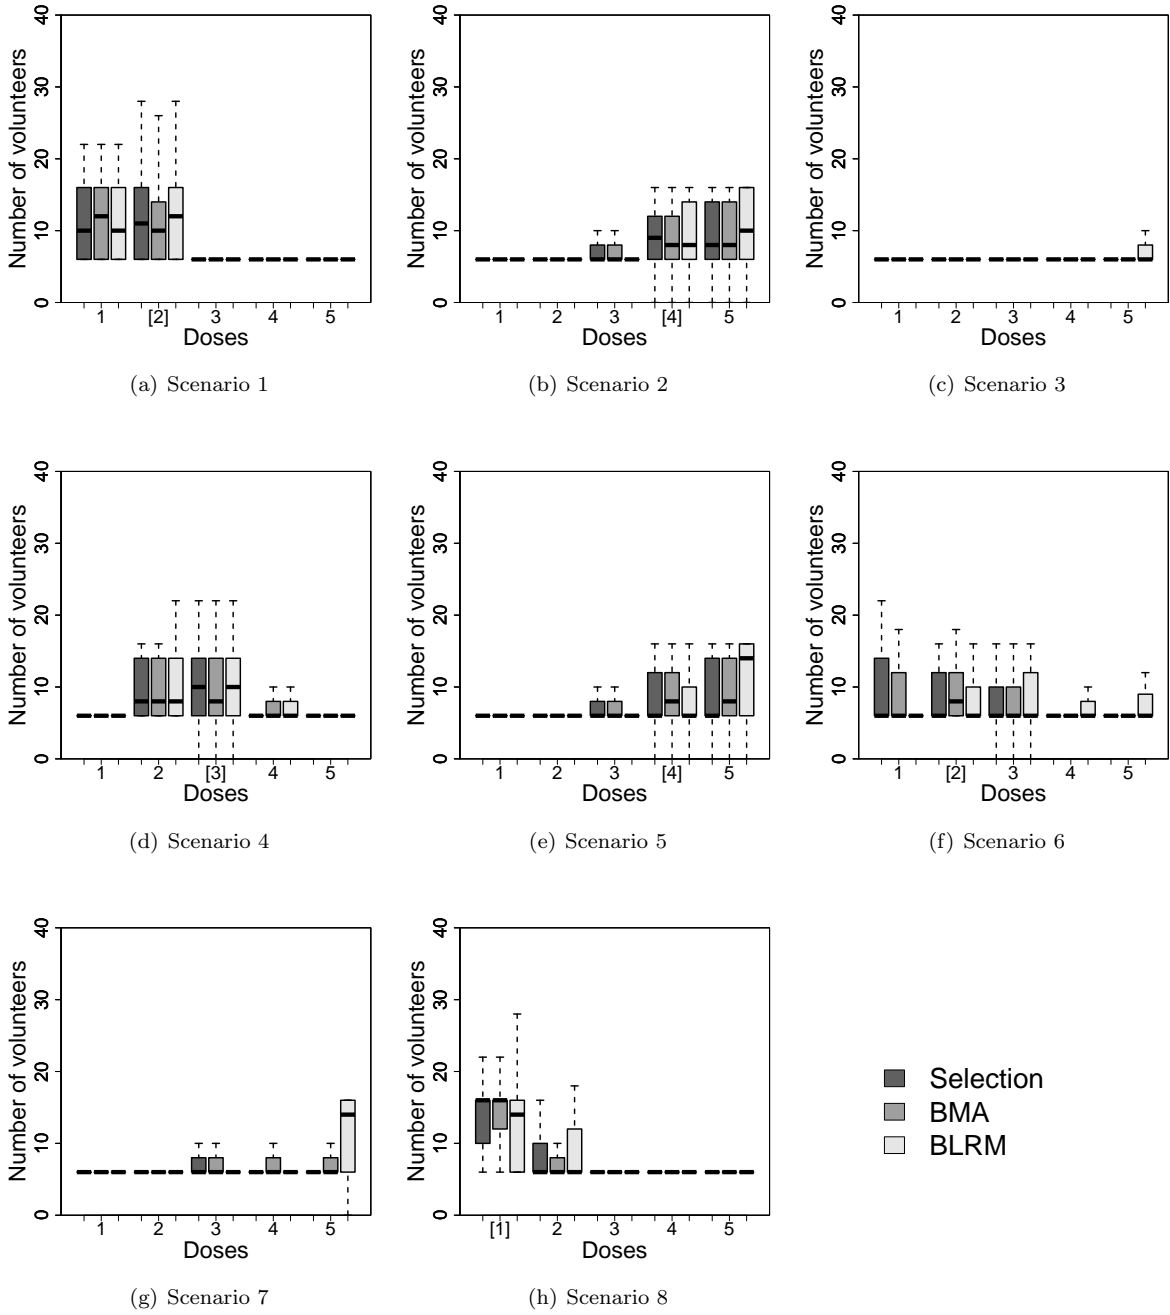 Number of volunteers
0 10 20 30 40
1 [2] 3 4 5
Doses
(a) Scenario 1
Number of volunteers
0 10 20 30 40
1 2 3 [4] 5
Doses
(b) Scenario 2
Number of volunteers
0 10 20 30 40
1 2 3 4 5
Doses
(c) Scenario 3
Number of volunteers
0 10 20 30 40
1 2 [3] 4 5
Doses
(d) Scenario 4
Number of volunteers
0 10 20 30 40
1 2 3 [4] 5
Doses
(e) Scenario 5
Number of volunteers
0 10 20 30 40
1 [2] 3 4 5
Doses
(f) Scenario 6
Number of volunteers
0 10 20 30 40
1 2 3 4 5
Doses
(g) Scenario 7
Number of volunteers
0 10 20 30 40
[1] 2 3 4 5
Doses
(h) Scenario 8
Selection
BMA
BLRM